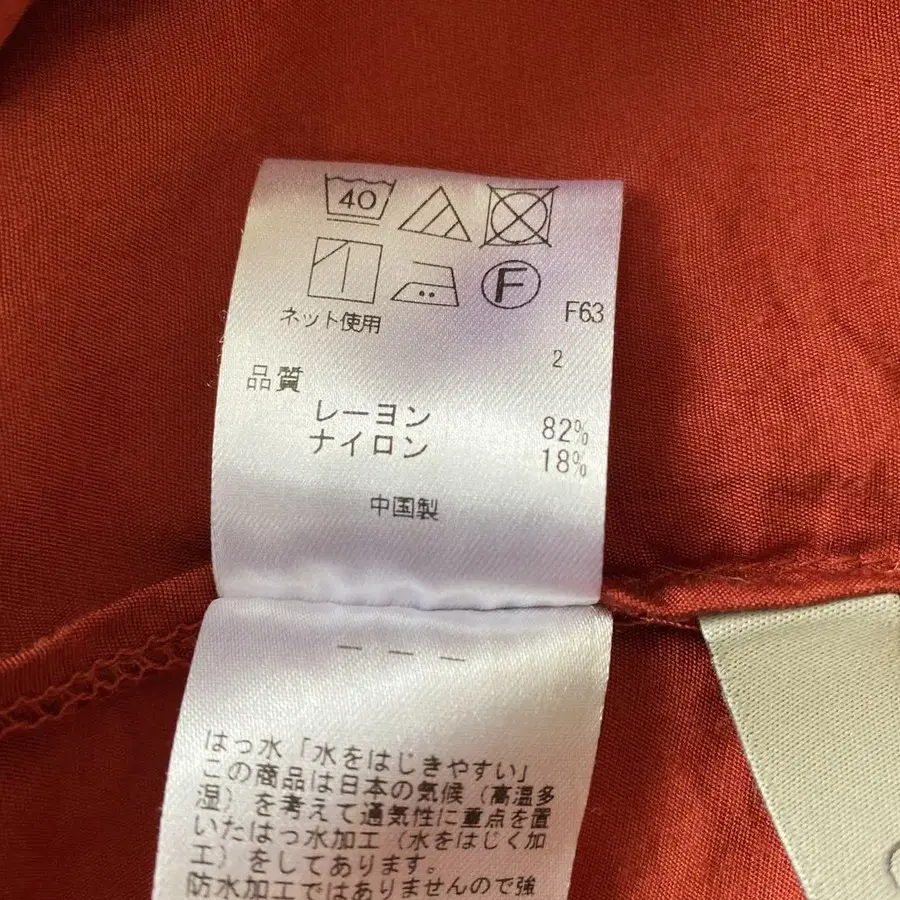 40
F
F63
ネット使用
2
品質
レーヨン 82%
ナイロン 18%
中国製
― ― ―
はっ水「水をはじきやすい」
この商品は日本の気候(高温多
湿)を考えて通気性に重点を置
いたはっ水加工(水をはじく加
工)をしてあります。
防水加工ではありませんので強